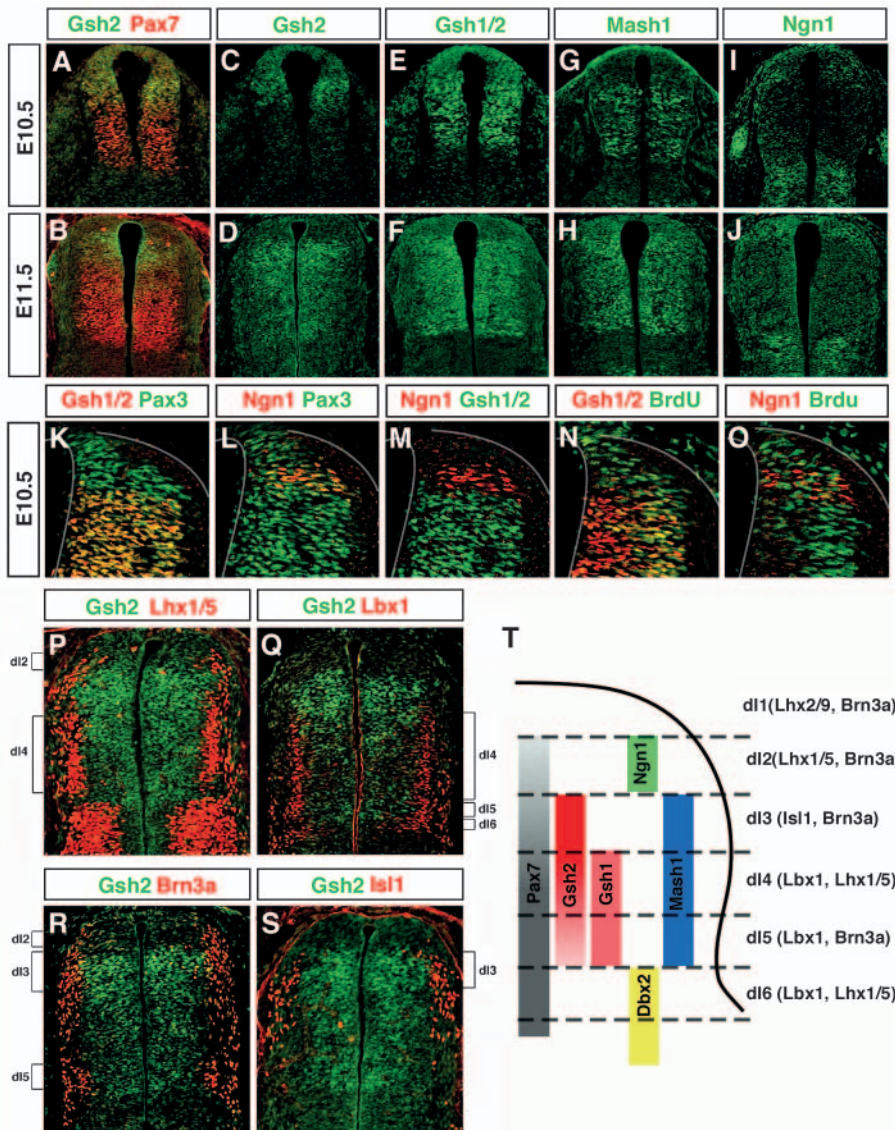 Gsh2 Pax7
Gsh2
Gsh1/2
Mash1
Ngn1
E10.5
A
C
E
G
I
E11.5
B
D
F
H
J
Gsh1/2 Pax3
Ngn1 Pax3
Ngn1 Gsh1/2
Gsh1/2 BrdU
Ngn1 Brdu
E10.5
K
L
M
N
O
Gsh2 Lhx1/5
Gsh2 Lbx1
P
dI2
dI4
Q
dI4
dI5
dI6
Gsh2 Brn3a
Gsh2 Isl1
R
dI2
dI3
dI5
S
dI3
T
Pax7
Gsh2
Gsh1
Ngn1
Mash1
Dbx2
dI1(Lhx2/9, Brn3a)
dI2(Lhx1/5, Brn3a
dI3 (Isl1, Brn3a)
dI4 (Lbx1, Lhx1/5)
dI5 (Lbx1, Brn3a)
dI6 (Lbx1, Lhx1/5)